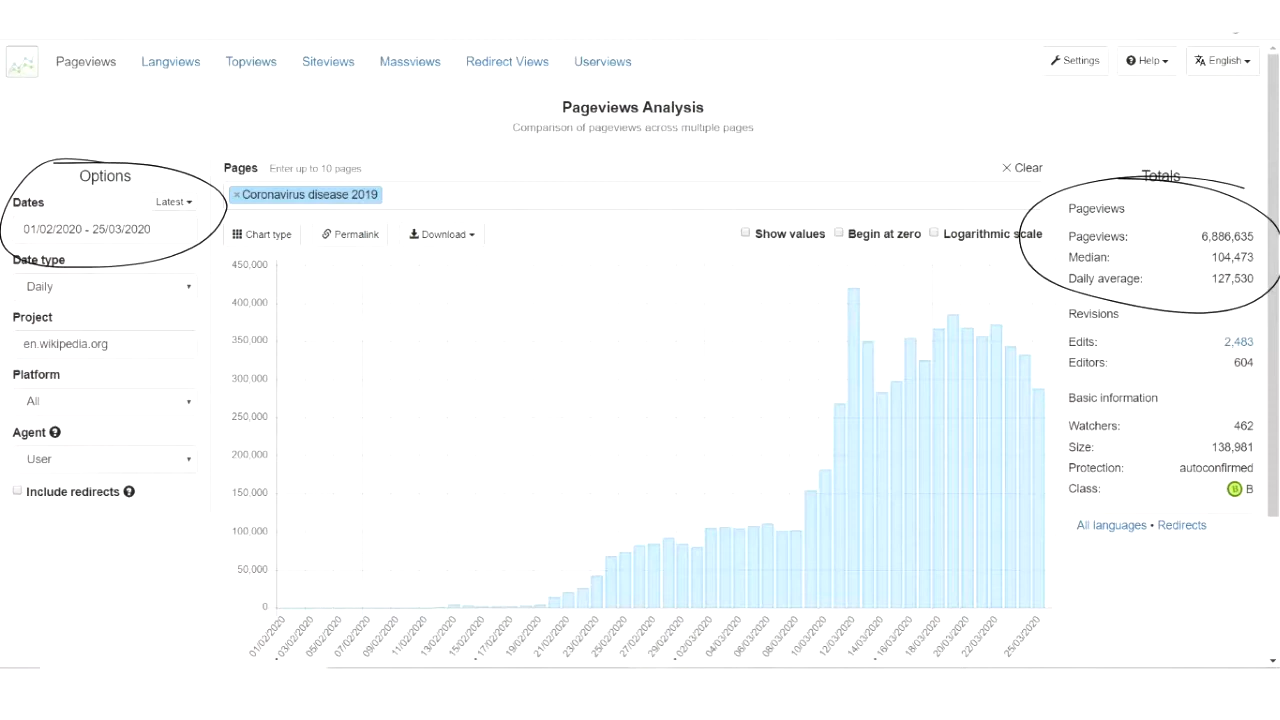 Pageviews Langviews Topviews Siteviews Massviews Redirect Views Userviews Settings Help English
Pageviews Analysis
Comparison of pageviews across multiple pages
Options
Dates Latest
01/02/2020 - 25/03/2020
Date type
Daily
Project
en.wikipedia.org
Platform
All
Agent
User
Include redirects
Pages Enter up to 10 pages × Clear
× Coronavirus disease 2019
Chart type Permalink Download Show values Begin at zero Logarithmic scale
450,000
400,000
350,000
300,000
250,000
200,000
150,000
100,000
50,000
0
01/02/2020 03/02/2020 05/02/2020 07/02/2020 09/02/2020 11/02/2020 13/02/2020 15/02/2020 17/02/2020 19/02/2020 21/02/2020 23/02/2020 25/02/2020 27/02/2020 29/02/2020 02/03/2020 04/03/2020 06/03/2020 08/03/2020 10/03/2020 12/03/2020 14/03/2020 16/03/2020 18/03/2020 20/03/2020 22/03/2020 25/03/2020
Totals
Pageviews
Pageviews: 6,886,635
Median: 104,473
Daily average: 127,530
Revisions
Edits: 2,483
Editors: 604
Basic information
Watchers: 462
Size: 138,981
Protection: autoconfirmed
Class: B B
All languages • Redirects